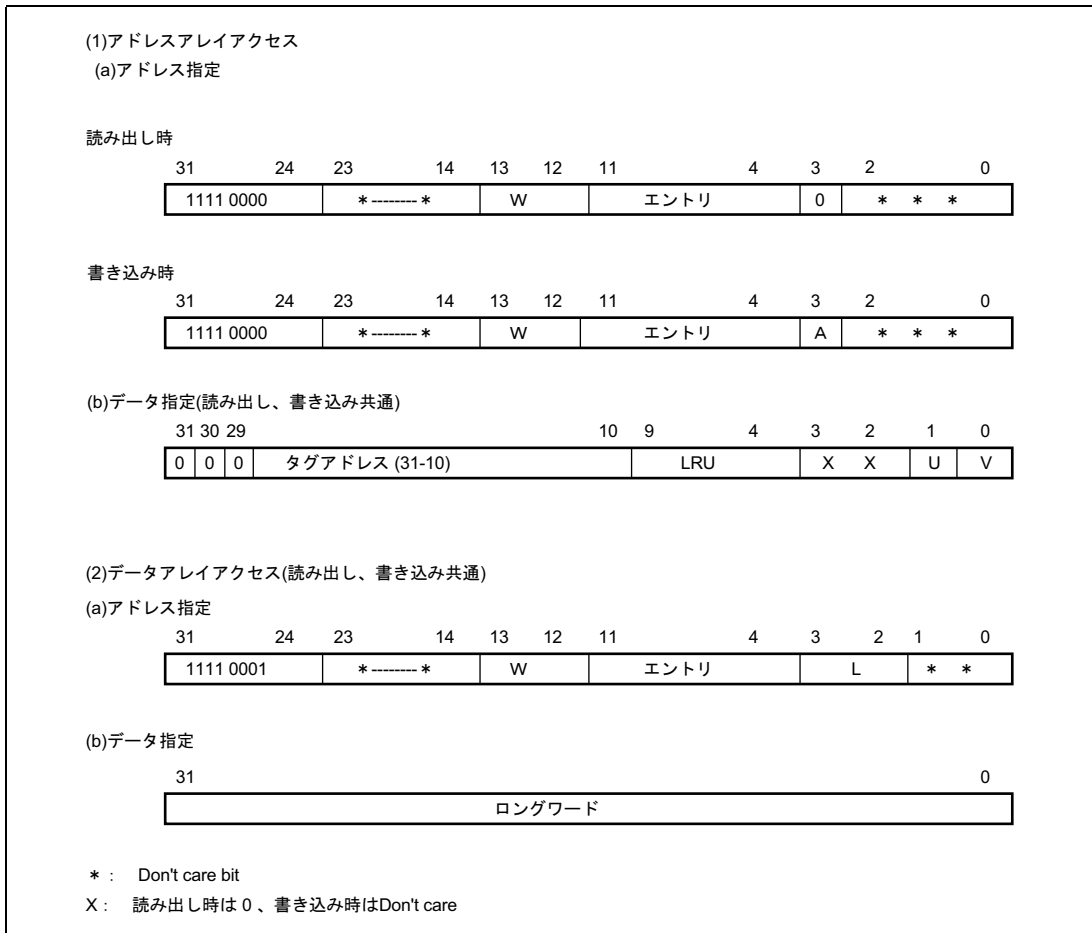 (1)アドレスアレイアクセス
(a)アドレス指定
読み出し時
31 24 23 14 13 12 11 4 3 2 0
1111 0000 *--------* W エントリ 0 * * *
書き込み時
31 24 23 14 13 12 11 4 3 2 0
1111 0000 *--------* W エントリ A * * *
(b)データ指定(読み出し、書き込み共通)
31 30 29 10 9 4 3 2 1 0
0 0 0 タグアドレス (31-10) LRU X X U V
(2)データアレイアクセス(読み出し、書き込み共通)
(a)アドレス指定
31 24 23 14 13 12 11 4 3 2 1 0
1111 0001 *--------* W エントリ L * *
(b)データ指定
31 0
ロングワード
*: Don't care bit
X: 読み出し時は 0 、書き込み時はDon't care